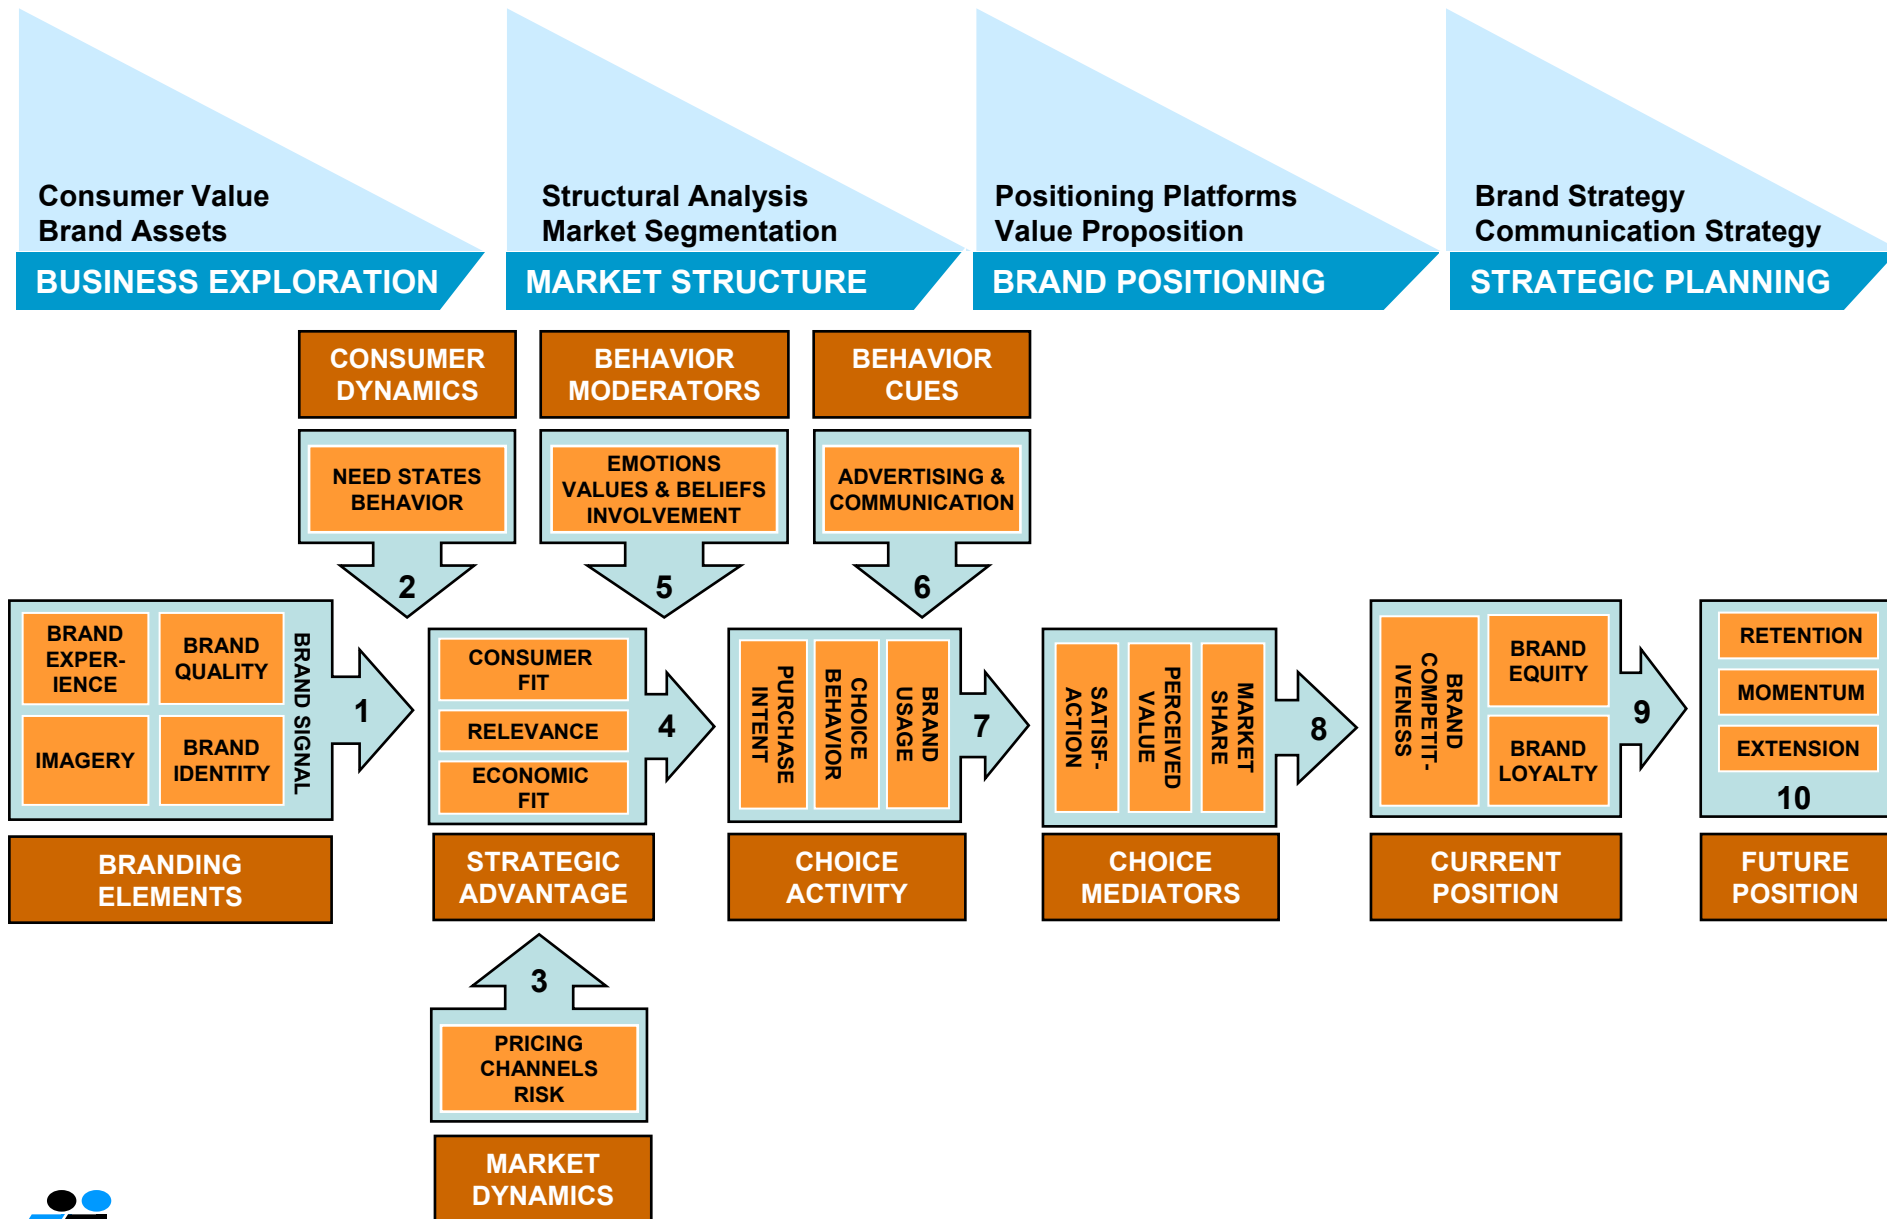 Consumer Value
Brand Assets
BUSINESS EXPLORATION
Structural Analysis
Market Segmentation
MARKET STRUCTURE
Positioning Platforms
Value Proposition
BRAND POSITIONING
Brand Strategy
Communication Strategy
STRATEGIC PLANNING
CONSUMER
DYNAMICS
NEED STATES
BEHAVIOR
2
BEHAVIOR
MODERATORS
EMOTIONS
VALUES & BELIEFS
INVOLVEMENT
5
BEHAVIOR
CUES
ADVERTISING &
COMMUNICATION
6
BRAND
EXPER-
IENCE
BRAND
QUALITY
IMAGERY
BRAND
IDENTITY
BRAND SIGNAL
1
BRANDING
ELEMENTS
CONSUMER
FIT
RELEVANCE
ECONOMIC
FIT
4
STRATEGIC
ADVANTAGE
PURCHASE
INTENT
CHOICE
BEHAVIOR
BRAND
USAGE
7
CHOICE
ACTIVITY
SATISF-
ACTION
PERCEIVED
VALUE
MARKET
SHARE
8
CHOICE
MEDIATORS
BRAND
COMPETIT-
IVENESS
BRAND
EQUITY
BRAND
LOYALTY
9
CURRENT
POSITION
RETENTION
MOMENTUM
EXTENSION
10
FUTURE
POSITION
3
PRICING
CHANNELS
RISK
MARKET
DYNAMICS